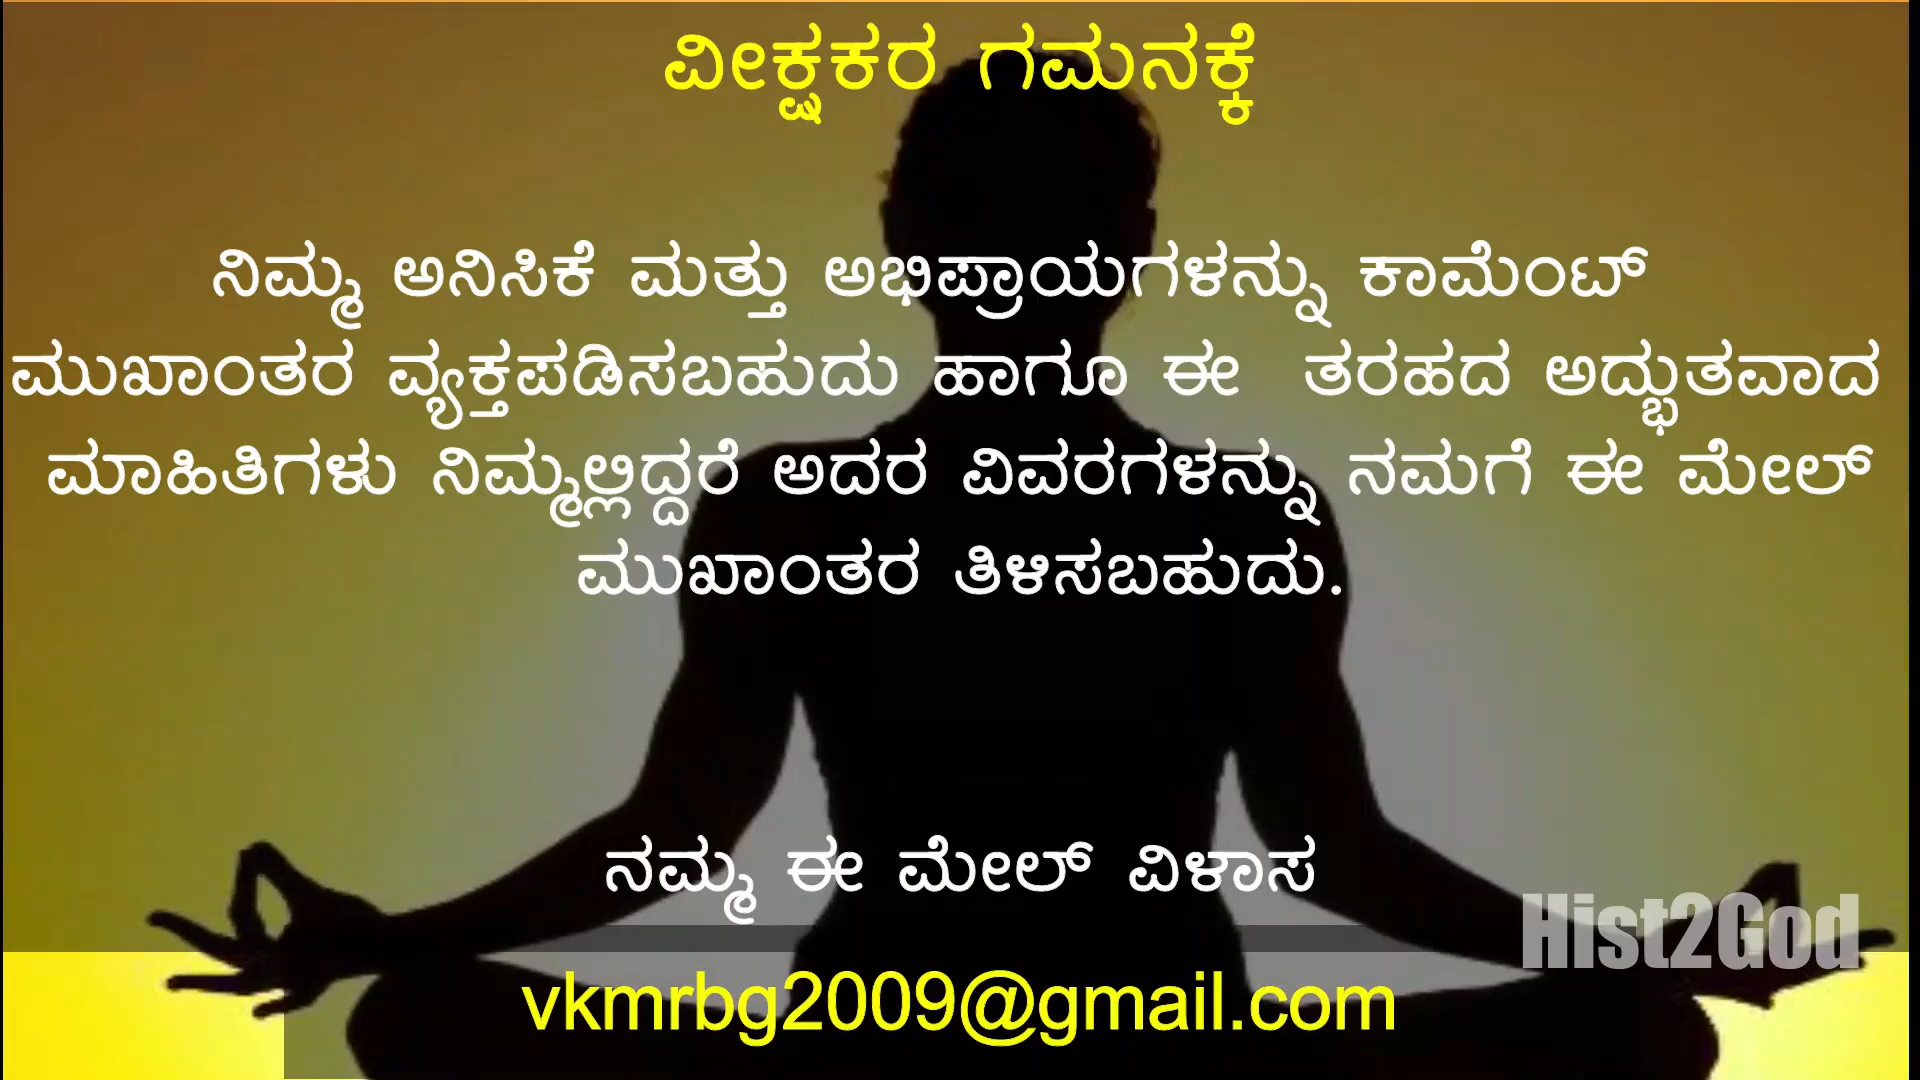 ವೀಕ್ಷಕರ ಗಮನಕ್ಕೆ
ನಿಮ್ಮ ಅನಿಸಿಕೆ ಮತ್ತು ಅಭಿಪ್ರಾಯಗಳನ್ನು ಕಾಮೆಂಟ್
ಮುಖಾಂತರ ವ್ಯಕ್ತಪಡಿಸಬಹುದು ಹಾಗೂ ಈ ತರಹದ ಅದ್ಭುತವಾದ
ಮಾಹಿತಿಗಳು ನಿಮ್ಮಲ್ಲಿದ್ದರೆ ಅದರ ವಿವರಗಳನ್ನು ನಮಗೆ ಈ ಮೇಲ್
ಮುಖಾಂತರ ತಿಳಿಸಬಹುದು.
ನಮ್ಮ ಈ ಮೇಲ್ ವಿಳಾಸ
Hist2God
vkmrbg2009@gmail.com